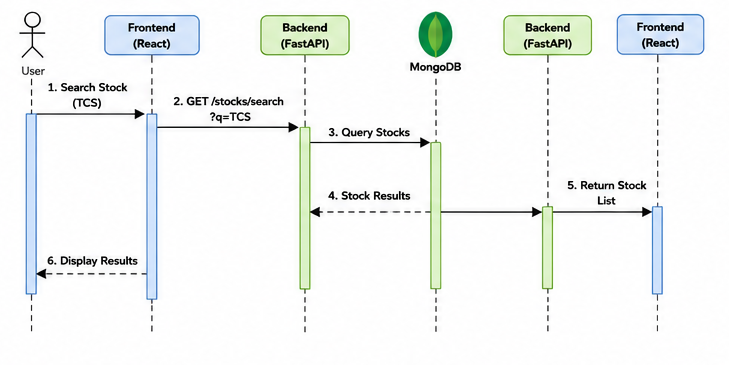 Frontend
(React)
Backend
(FastAPI)
MongoDB
Backend
(FastAPI)
Frontend
(React)
User
1. Search Stock
(TCS)
2. GET /stocks/search
?q=TCS
3. Query Stocks
4. Stock Results
5. Return Stock
List
6. Display Results